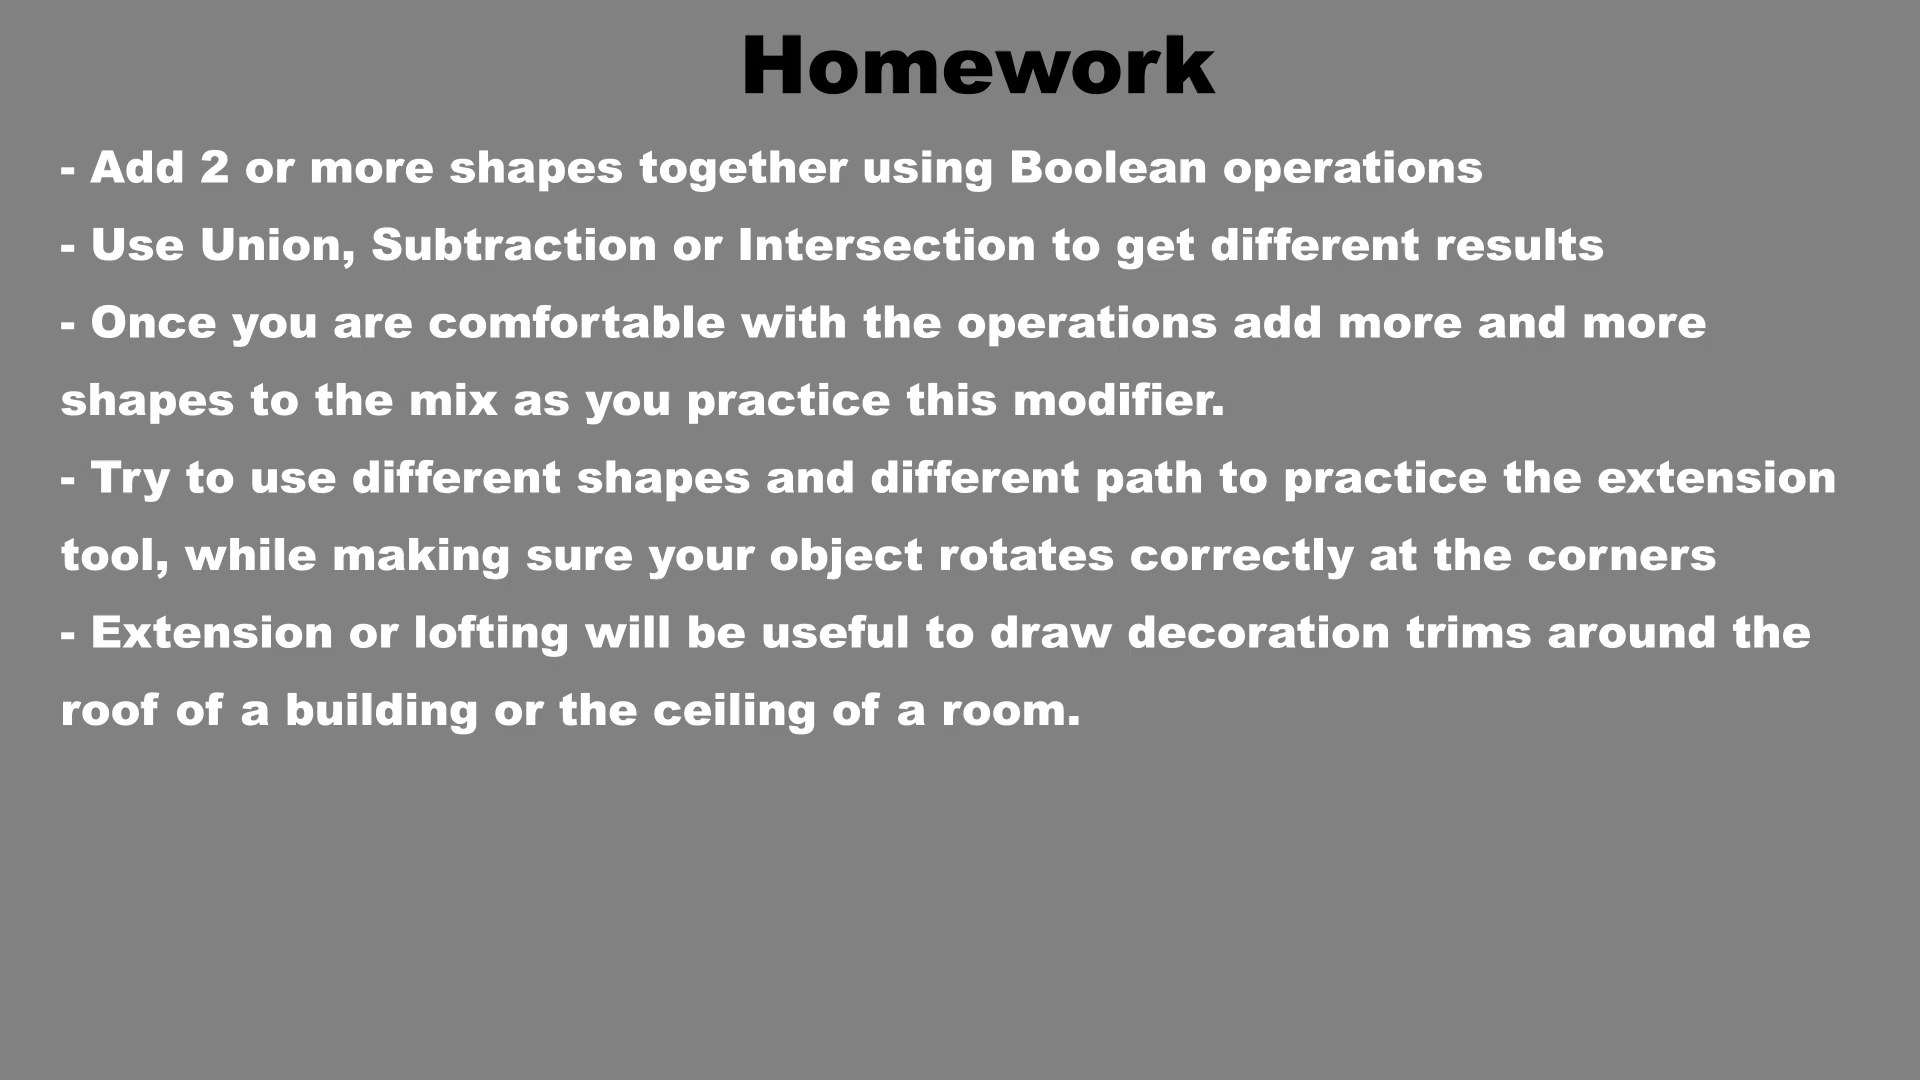 Homework
- Add 2 or more shapes together using Boolean operations
- Use Union, Subtraction or Intersection to get different results
- Once you are comfortable with the operations add more and more
shapes to the mix as you practice this modifier.
- Try to use different shapes and different path to practice the extension
tool, while making sure your object rotates correctly at the corners
- Extension or lofting will be useful to draw decoration trims around the
roof of a building or the ceiling of a room.